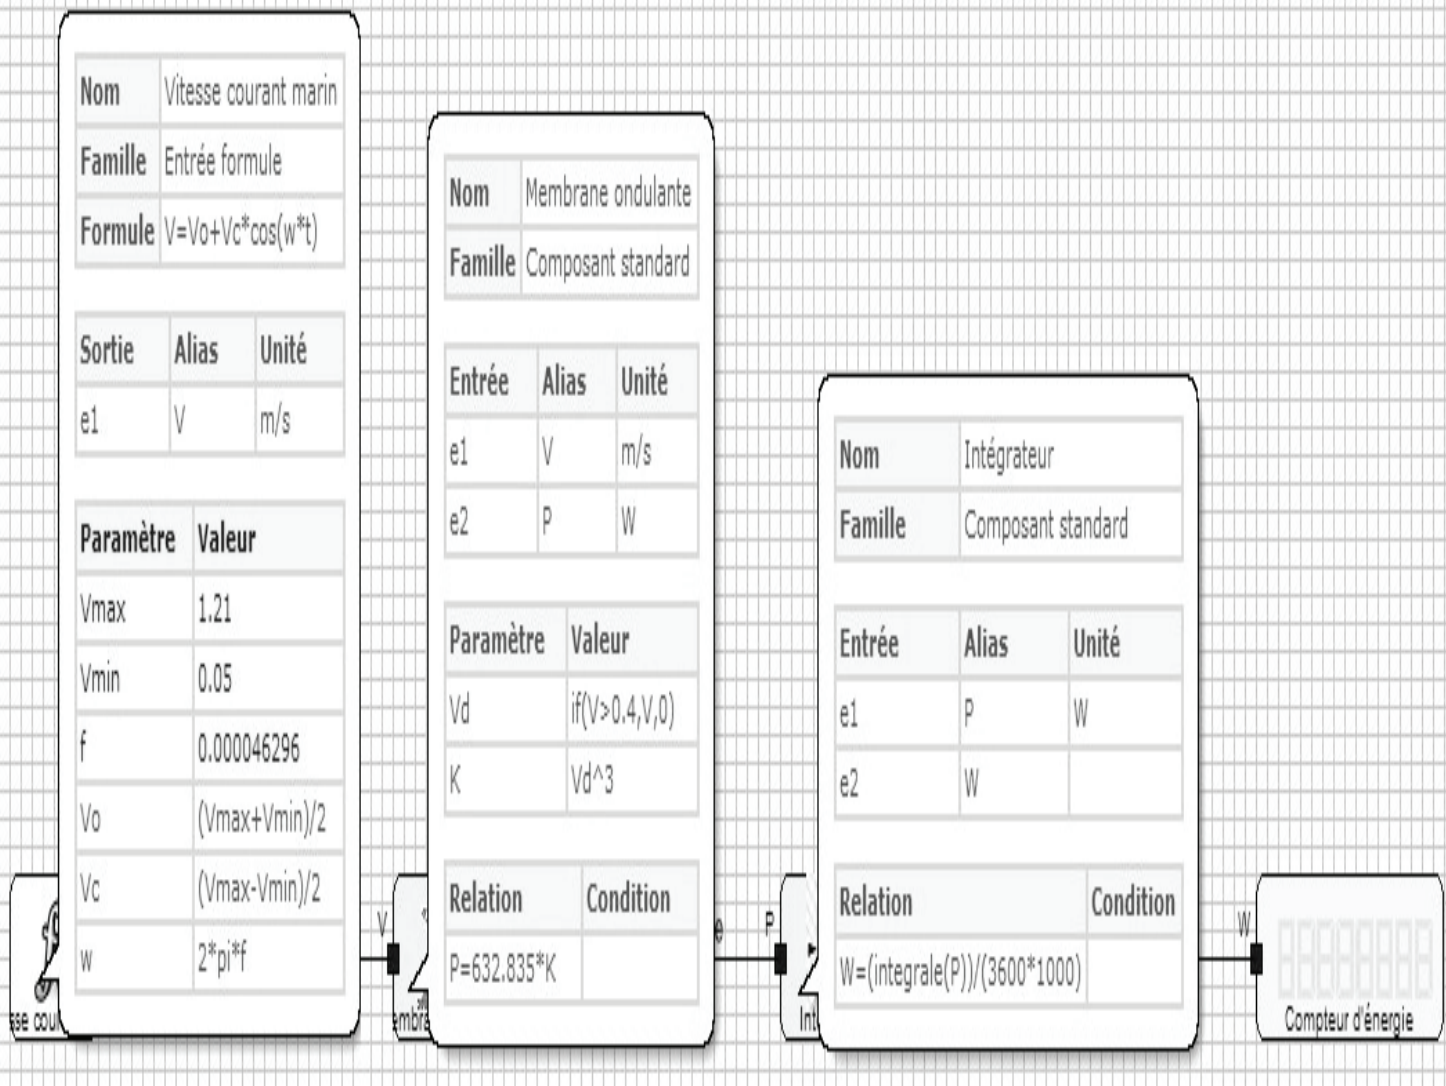 Nom Vitesse courant marin
Famille Entrée formule
Formule V=Vo+Vc*cos(w*t)
Sortie Alias Unité
e1 V m/s
Paramètre Valeur
Vmax 1.21
Vmin 0.05
f 0.000046296
Vo (Vmax+Vmin)/2
Vc (Vmax-Vmin)/2
w 2*pi*f
Nom Membrane ondulante
Famille Composant standard
Entrée Alias Unité
e1 V m/s
e2 P W
Paramètre Valeur
Vd if(V>0.4,V,0)
K Vd^3
Relation Condition
P=632.835*K
Nom Intégrateur
Famille Composant standard
Entrée Alias Unité
e1 P W
e2 W
Relation Condition
W=(integrale(P))/(3600*1000)
V
e P
W
sse cour
embra
Int
Compteur d'énergie